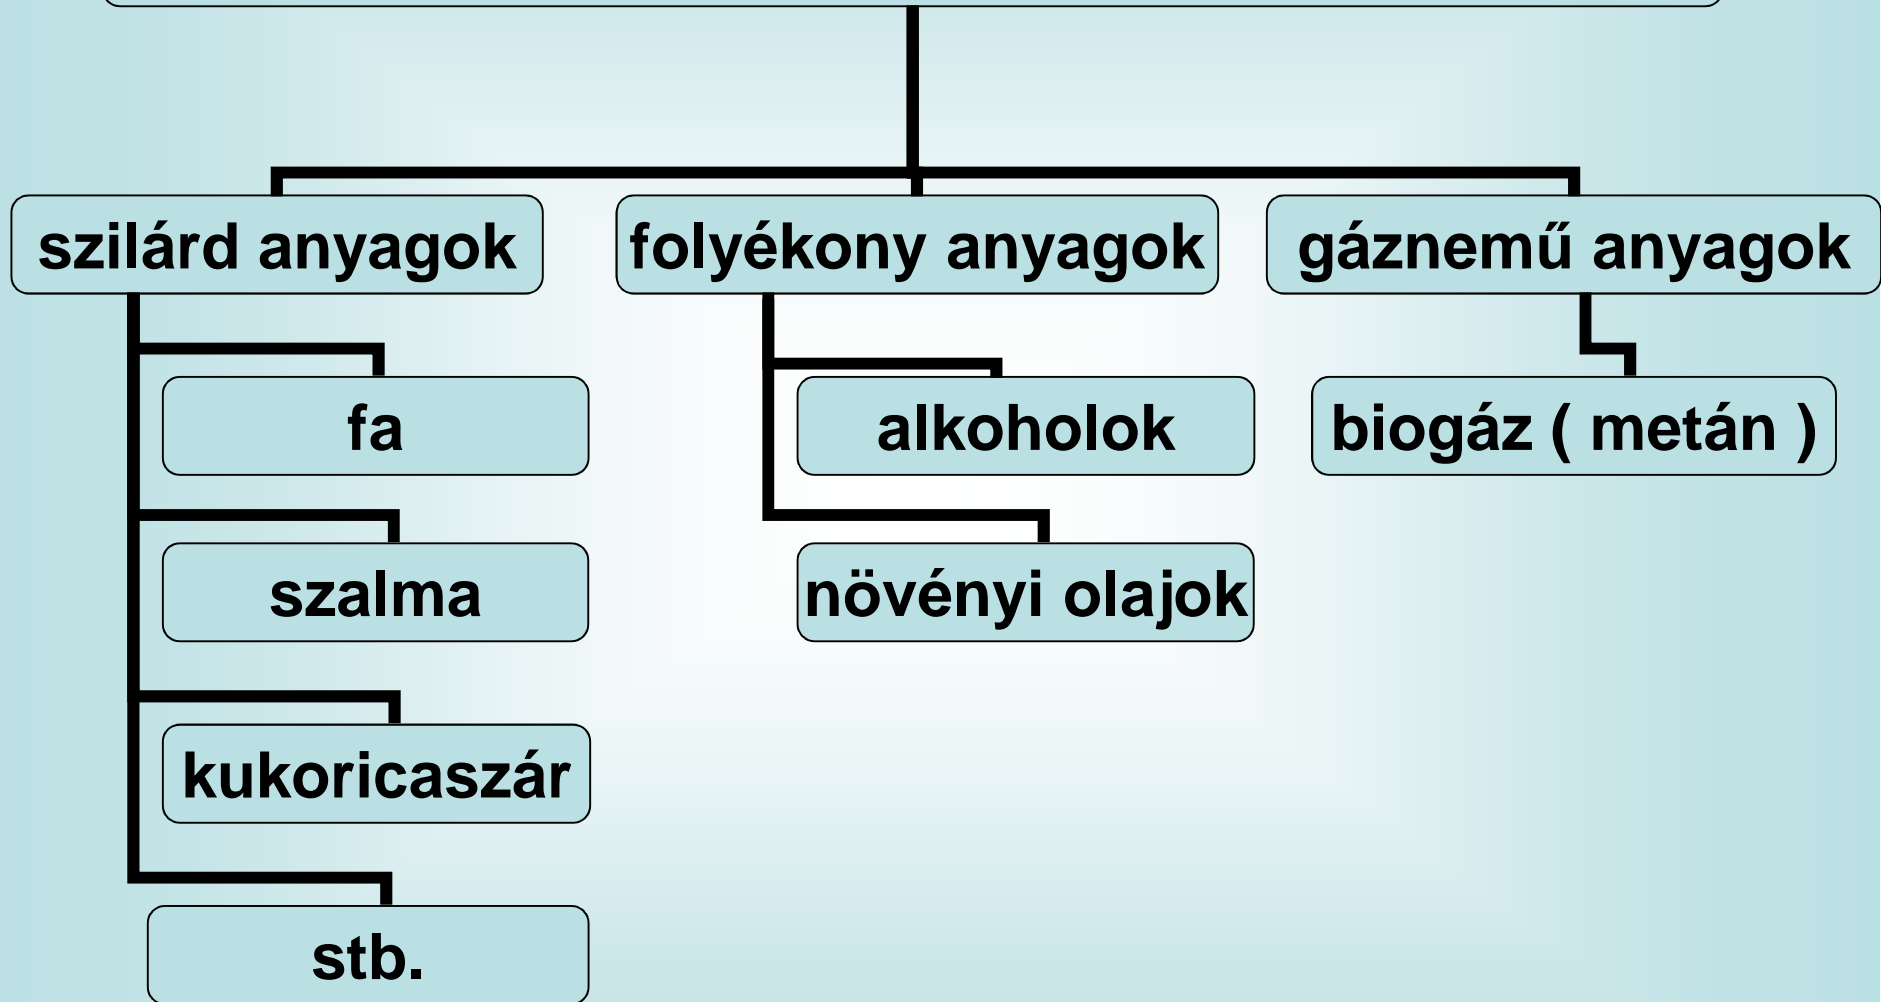 szilárd anyagok
fa
szalma
kukoricaszár
stb.
folyékony anyagok
alkoholok
növényi olajok
gáznemű anyagok
biogáz ( metán )